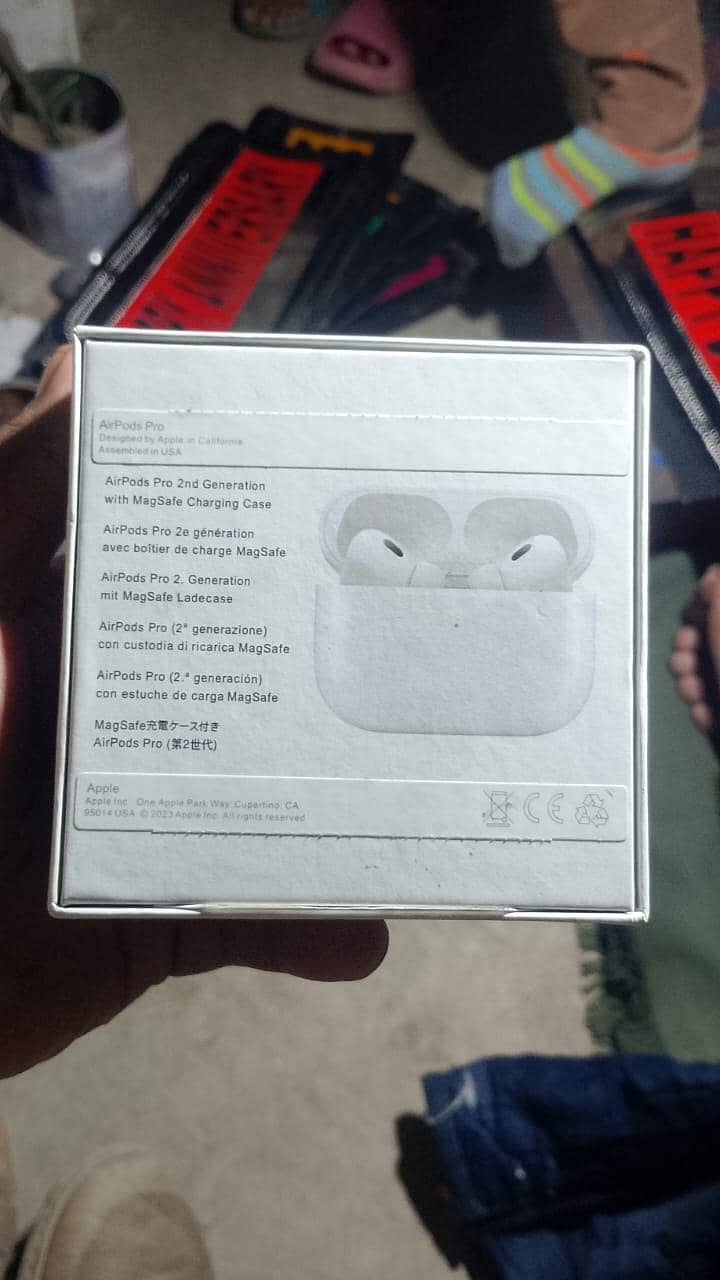 AirPods Pro
Designed by Apple in California
Assembled in USA
AirPods Pro 2nd Generation
with MagSafe Charging Case
AirPods Pro 2e génération
avec boîtier de charge MagSafe
AirPods Pro 2. Generation
mit MagSafe Ladecase
AirPods Pro (2ª generazione)
con custodia di ricarica MagSafe
AirPods Pro (2.ª generación)
con estuche de carga MagSafe
MagSafe充電ケース付き
AirPods Pro (第2世代)
Apple
Apple Inc. One Apple Park Way, Cupertino, CA
95014 USA © 2023 Apple Inc. All rights reserved
CE